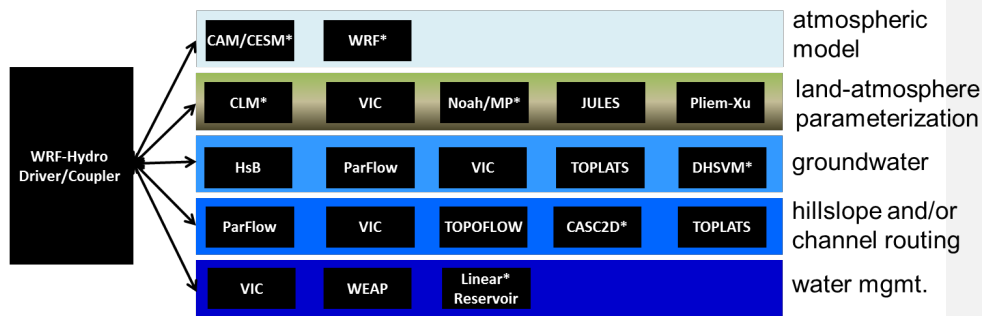 WRF-Hydro
Driver/Coupler
CAM/CESM*
WRF*
atmospheric
model
CLM*
VIC
Noah/MP*
JULES
Pliem-Xu
land-atmosphere
parameterization
HsB
ParFlow
VIC
TOPLATS
DHSVM*
groundwater
ParFlow
VIC
TOPOFLOW
CASC2D*
TOPLATS
hillslope and/or
channel routing
VIC
WEAP
Linear*
Reservoir
water mgmt.